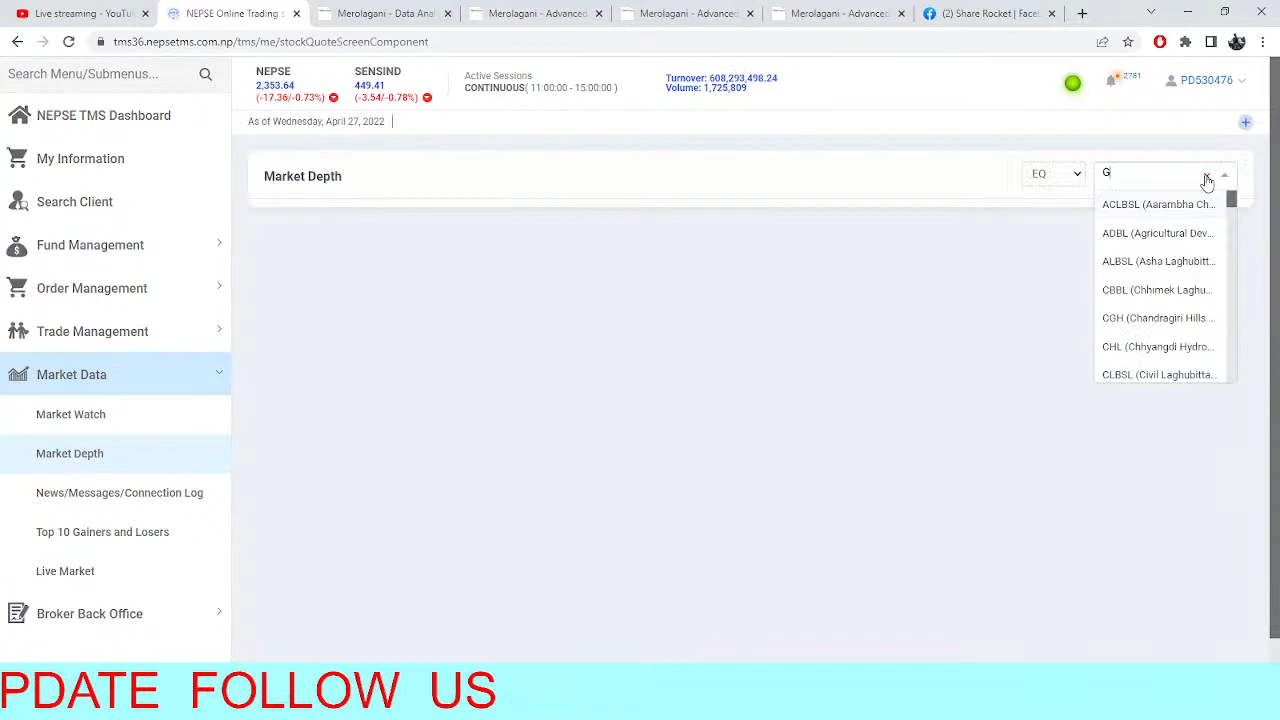 Live streaming - YouTu
NEPSE Online Trading s
Merolagani - Data Anal
Merolagani - Advanced
Merolagani - Advanced
Merolagani - Advanced
(2) Share Rocket | Face
tms36.nepsetms.com.np/tms/me/stockQuoteScreenComponent
Search Menu/Submenus...
NEPSE
2,353.64
(-17.36/-0.73%)
SENSIND
449.41
(-3.54/-0.78%)
Active Sessions
CONTINUOUS( 11:00:00 - 15:00:00 )
Turnover: 608,293,498.24
Volume: 1,725,809
2781
PD530476
As of Wednesday, April 27, 2022
NEPSE TMS Dashboard
My Information
Search Client
Fund Management
Order Management
Trade Management
Market Data
Market Watch
Market Depth
News/Messages/Connection Log
Top 10 Gainers and Losers
Live Market
Broker Back Office
Market Depth
EQ
G
ACLBSL (Aarambha Ch...
ADBL (Agricultural Dev...
ALBSL (Asha Laghubitt...
CBBL (Chhimek Laghu...
CGH (Chandragiri Hills ...
CHL (Chhyangdi Hydro...
CLBSL (Civil Laghubitta...
PDATE FOLLOW US